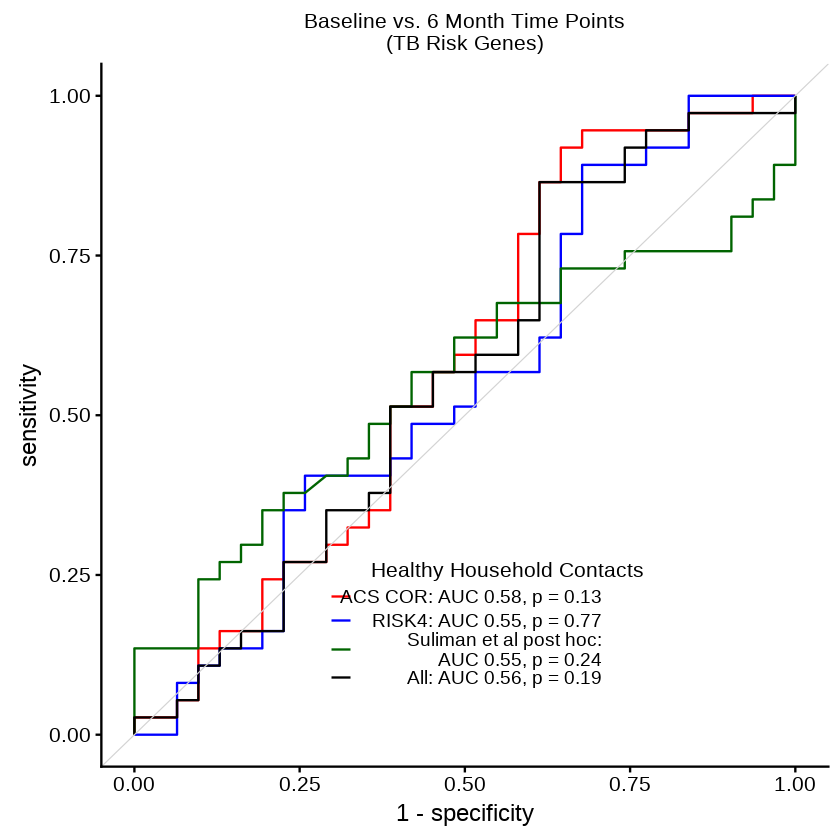 Baseline vs. 6 Month Time Points
(TB Risk Genes)
1.00
0.75
sensitivity
0.50
0.25
Healthy Household Contacts
ACS COR: AUC 0.58, p = 0.13
RISK4: AUC 0.55, p = 0.77
Suliman et al post hoc:
AUC 0.55, p = 0.24
All: AUC 0.56, p = 0.19
0.00
0.00 0.25 0.50 0.75 1.00
1 - specificity